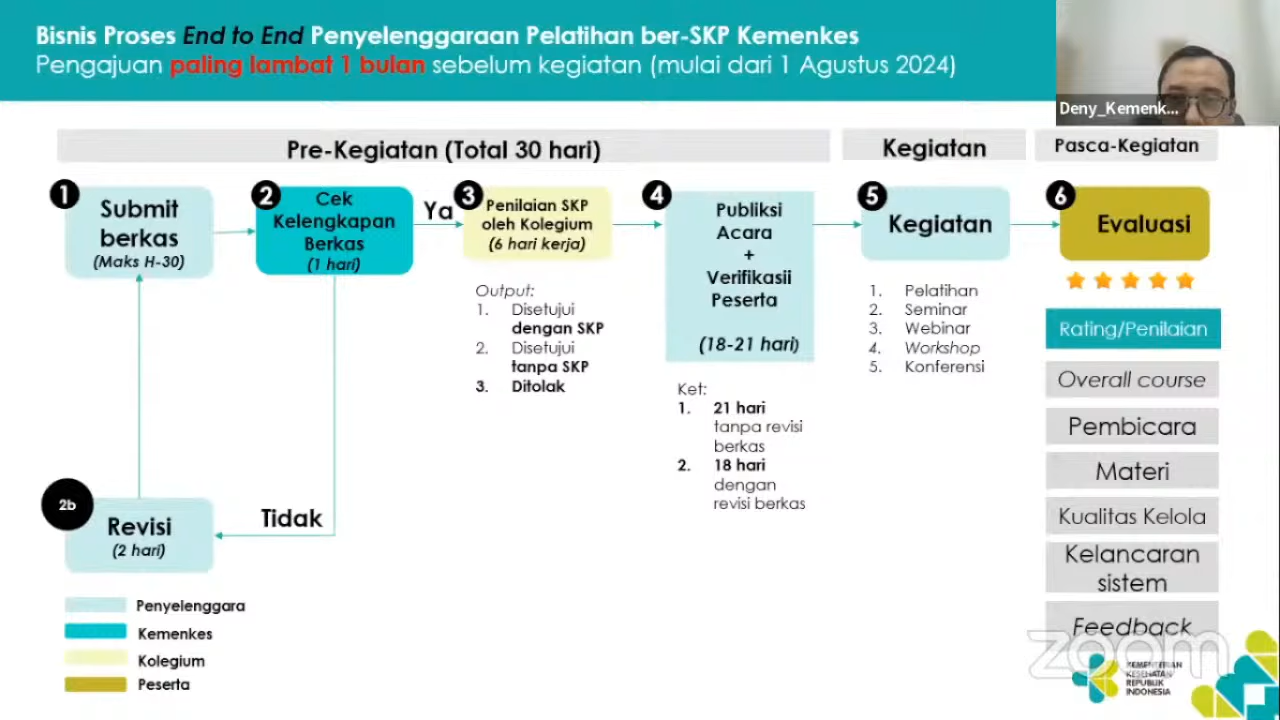 Bisnis Proses End to End Penyelenggaraan Pelatihan ber-SKP Kemenkes
Pengajuan paling lambat 1 bulan sebelum kegiatan (mulai dari 1 Agustus 2024)
Deny_Kemenk...
Pre-Kegiatan (Total 30 hari)
Kegiatan
Pasca-Kegiatan
1
Submit
berkas
(Maks H-30)
2
Cek
Kelengkapan
Berkas
(1 hari)
Ya
3
Penilaian SKP
oleh Kolegium
(6 hari kerja)
Output:
1. Disetujui
dengan SKP
2. Disetujui
tanpa SKP
3. Ditolak
4
Publiksi
Acara
+
Verifikasii
Peserta
(18-21 hari)
Ket:
1. 21 hari
tanpa revisi
berkas
2. 18 hari
dengan
revisi berkas
5
Kegiatan
1. Pelatihan
2. Seminar
3. Webinar
4. Workshop
5. Konferensi
6
Evaluasi
Rating/Penilaian
Overall course
Pembicara
Materi
Kualitas Kelola
Kelancaran
sistem
Feedback
2b
Revisi
(2 hari)
Tidak
Penyelenggara
Kemenkes
Kolegium
Peserta
zoom
KEMENTERIAN
KESEHATAN
REPUBLIK
INDONESIA